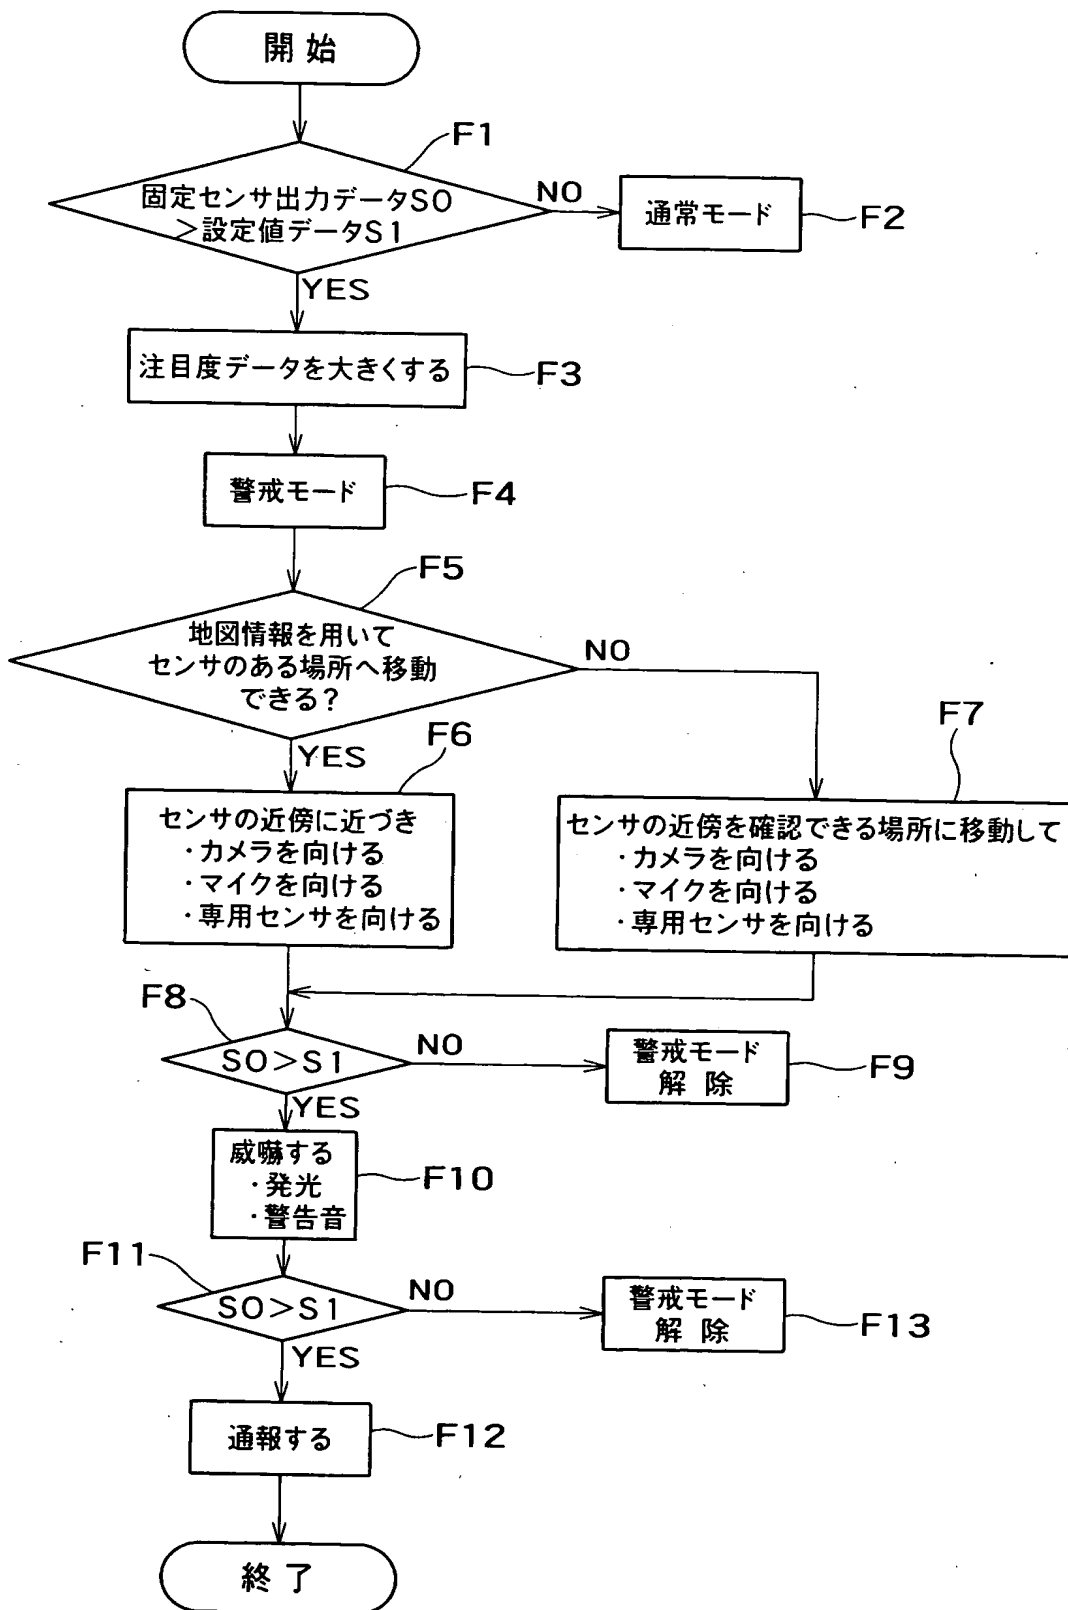 開始
F1
固定センサ出力データS0
>設定値データS1
NO
通常モード
F2
YES
注目度データを大きくする
F3
警戒モード
F4
F5
地図情報を用いて
センサのある場所へ移動
できる?
NO
YES
F6
F7
センサの近傍に近づき
・カメラを向ける
・マイクを向ける
・専用センサを向ける
センサの近傍を確認できる場所に移動して
・カメラを向ける
・マイクを向ける
・専用センサを向ける
F8
S0>S1
NO
警戒モード
解除
F9
YES
威嚇する
・発光
・警告音
F10
F11
S0>S1
NO
警戒モード
解除
F13
YES
通報する
F12
終了